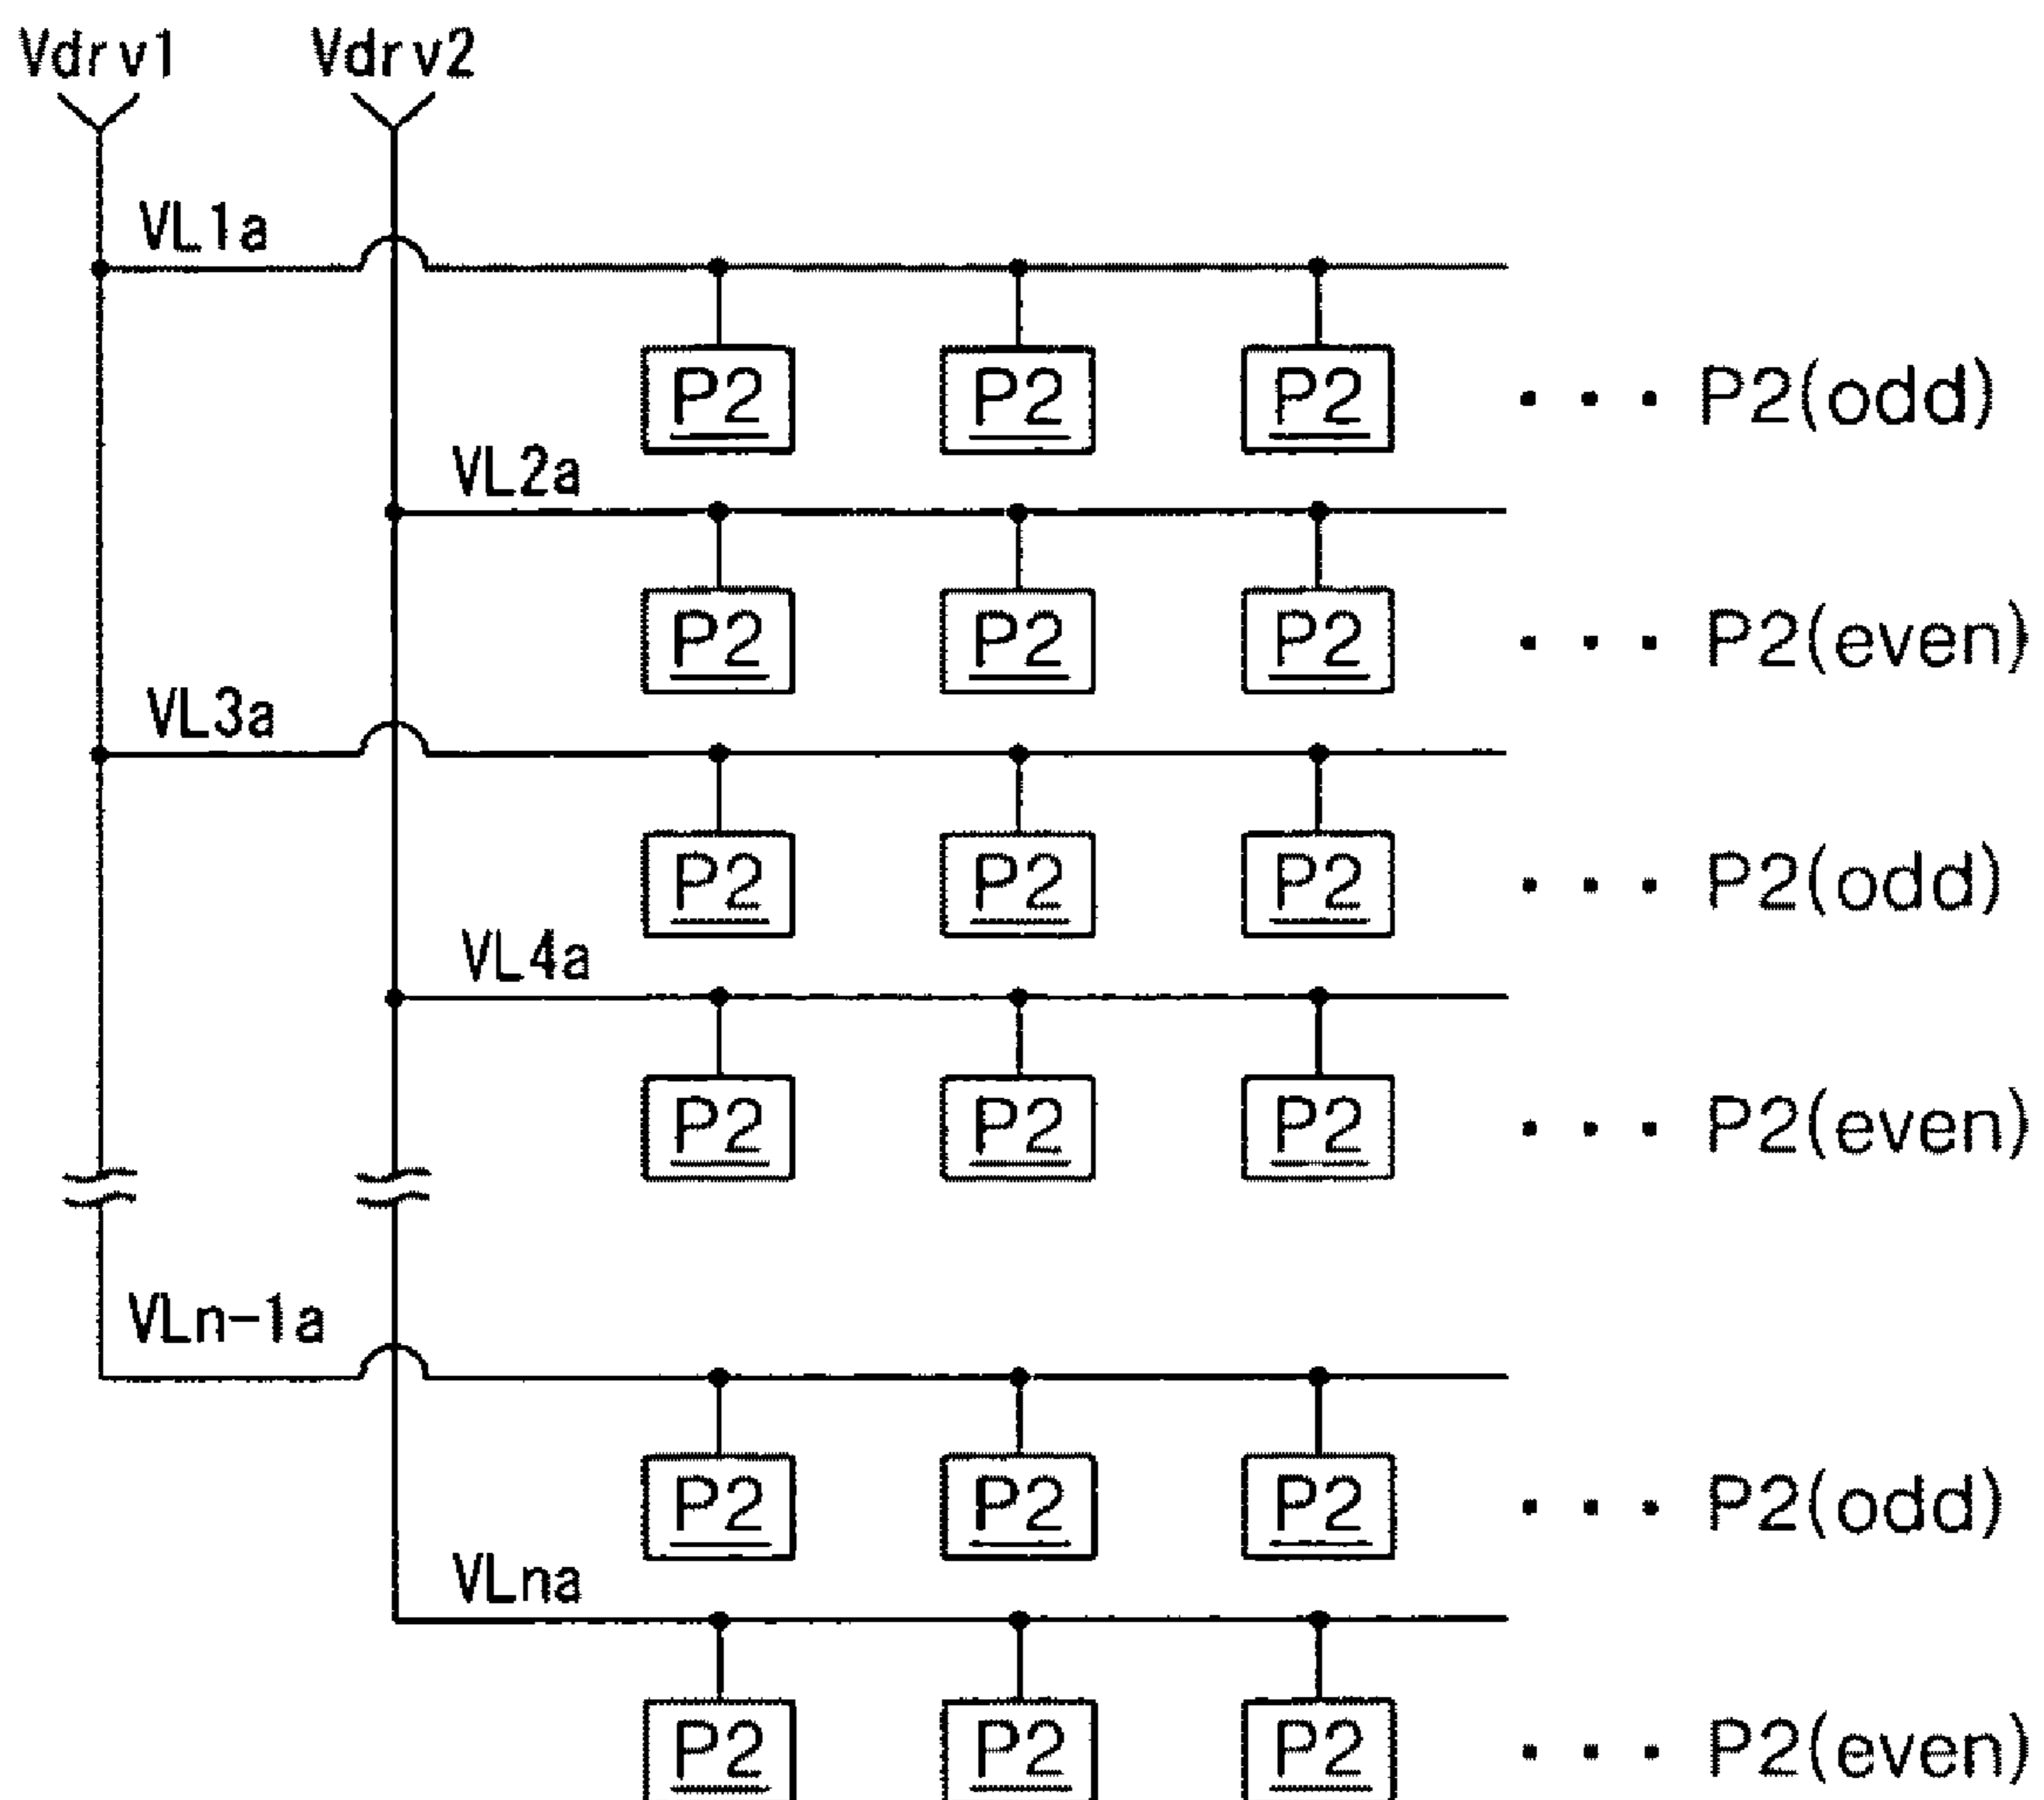 Vdrv1 Vdrv2
VL1a
P2 P2 P2 ... P2(odd)
VL2a
P2 P2 P2 ... P2(even)
VL3a
P2 P2 P2 ... P2(odd)
VL4a
P2 P2 P2 ... P2(even)
VLn-1a
P2 P2 P2 ... P2(odd)
VLna
P2 P2 P2 ... P2(even)